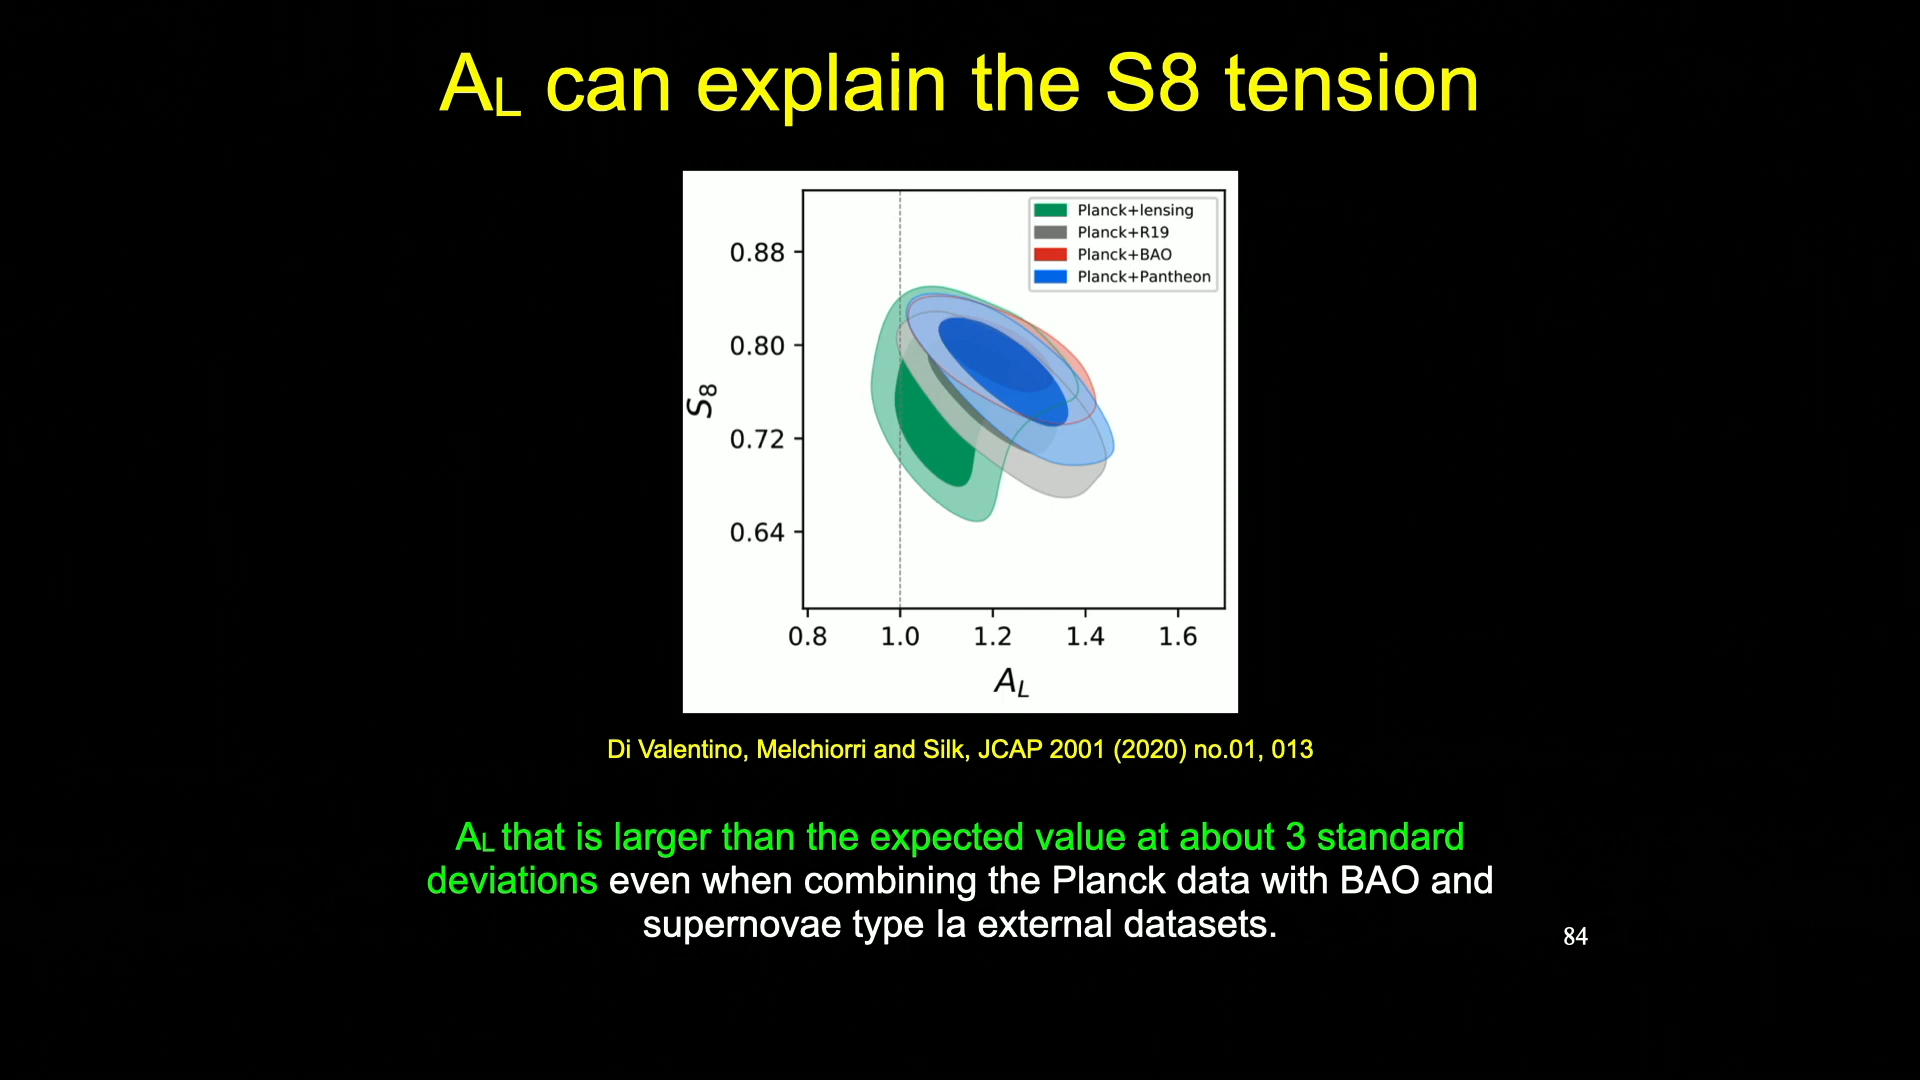 AL can explain the S8 tension
Planck+lensing
Planck+R19
Planck+BAO
Planck+Pantheon
0.88
0.80
0.72
0.64
S8
0.8 1.0 1.2 1.4 1.6
AL
Di Valentino, Melchiorri and Silk, JCAP 2001 (2020) no.01, 013
AL that is larger than the expected value at about 3 standard
deviations even when combining the Planck data with BAO and
supernovae type Ia external datasets.
84